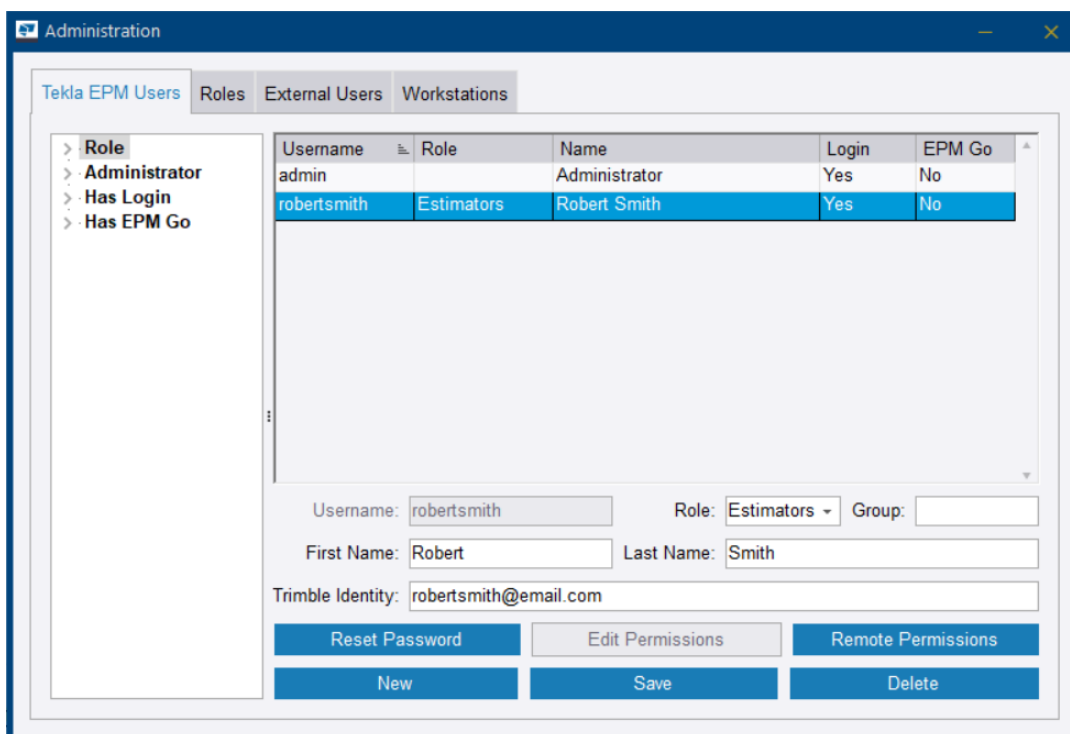 Administration
Tekla EPM Users Roles External Users Workstations
Role
Administrator
Has Login
Has EPM Go
Username Role Name Login EPM Go
admin Administrator Yes No
robertsmith Estimators Robert Smith Yes No
Username: robertsmith Role: Estimators Group:
First Name: Robert Last Name: Smith
Trimble Identity: robertsmith@email.com
Reset Password Edit Permissions Remote Permissions
New Save Delete